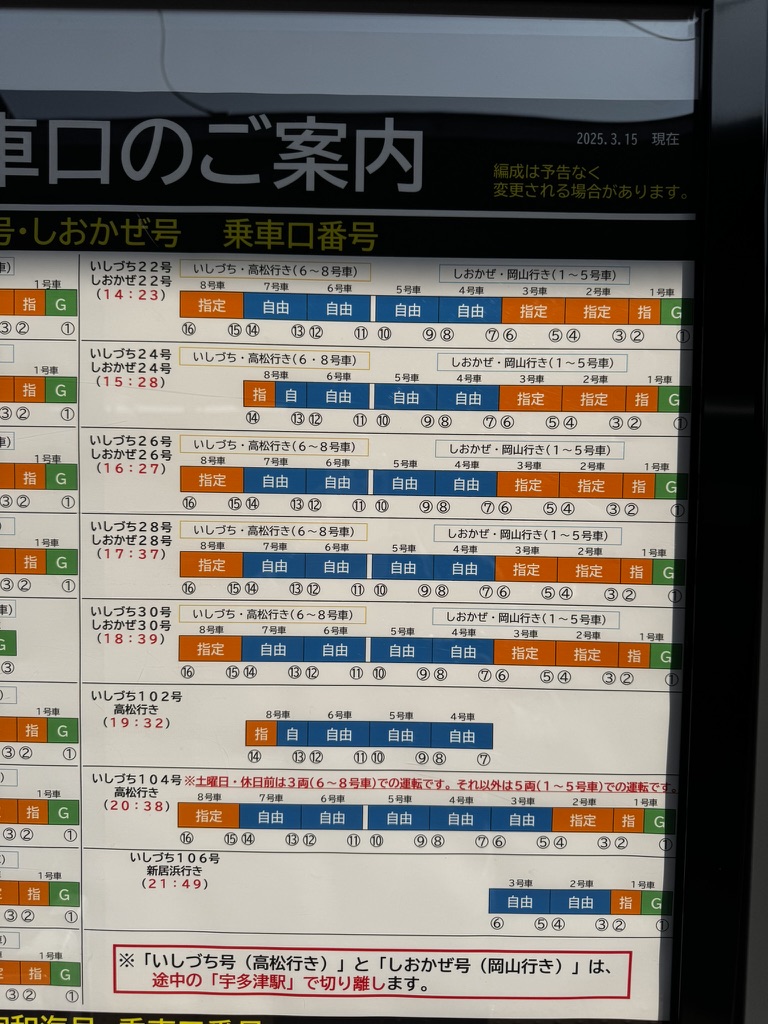 車口のご案内
2025.3.15 現在
編成は予告なく
変更される場合があります。
号・しおかぜ号 乗車口番号
いしづち22号
しおかぜ22号
(14:23)
いしづち・高松行き(6~8号車) しおかぜ・岡山行き(1~5号車)
8号車 7号車 6号車 5号車 4号車 3号車 2号車 1号車
指定 自由 自由 自由 自由 指定 指定 指 G
⑯ ⑮⑭ ⑬⑫ ⑪⑩ ⑨⑧ ⑦⑥ ⑤④ ③② ①
いしづち24号
しおかぜ24号
(15:28)
いしづち・高松行き(6・8号車) しおかぜ・岡山行き(1~5号車)
8号車 6号車 5号車 4号車 3号車 2号車 1号車
指 自 自由 自由 自由 指定 指定 指 G
⑭ ⑬⑫ ⑪⑩ ⑨⑧ ⑦⑥ ⑤④ ③② ①
いしづち26号
しおかぜ26号
(16:27)
いしづち・高松行き(6~8号車) しおかぜ・岡山行き(1~5号車)
8号車 7号車 6号車 5号車 4号車 3号車 2号車 1号車
指定 自由 自由 自由 自由 指定 指定 指 G
⑯ ⑮⑭ ⑬⑫ ⑪⑩ ⑨⑧ ⑦⑥ ⑤④ ③② ①
いしづち28号
しおかぜ28号
(17:37)
いしづち・高松行き(6~8号車) しおかぜ・岡山行き(1~5号車)
8号車 7号車 6号車 5号車 4号車 3号車 2号車 1号車
指定 自由 自由 自由 自由 指定 指定 指 G
⑯ ⑮⑭ ⑬⑫ ⑪⑩ ⑨⑧ ⑦⑥ ⑤④ ③② ①
いしづち30号
しおかぜ30号
(18:39)
いしづち・高松行き(6~8号車) しおかぜ・岡山行き(1~5号車)
8号車 7号車 6号車 5号車 4号車 3号車 2号車 1号車
指定 自由 自由 自由 自由 指定 指定 指 G
⑯ ⑮⑭ ⑬⑫ ⑪⑩ ⑨⑧ ⑦⑥ ⑤④ ③② ①
いしづち102号
高松行き
(19:32)
8号車 6号車 5号車 4号車
指 自 自由 自由 自由
⑭ ⑬⑫ ⑪⑩ ⑨⑧ ⑦
いしづち104号
高松行き
(20:38)
※土曜日・休日前は3両(6~8号車)での運転です。それ以外は5両(1~5号車)での運転です。
8号車 7号車 6号車 5号車 4号車 3号車 2号車 1号車
指定 自由 自由 自由 自由 自由 指定 指 G
⑯ ⑮⑭ ⑬⑫ ⑪⑩ ⑨⑧ ⑦⑥ ⑤④ ③② ①
いしづち106号
新居浜行き
(21:49)
3号車 2号車 1号車
自由 自由 指 G
⑥ ⑤④ ③② ①
※「いしづち号(高松行き)」と「しおかぜ号(岡山行き)」は、
途中の「宇多津駅」で切り離します。